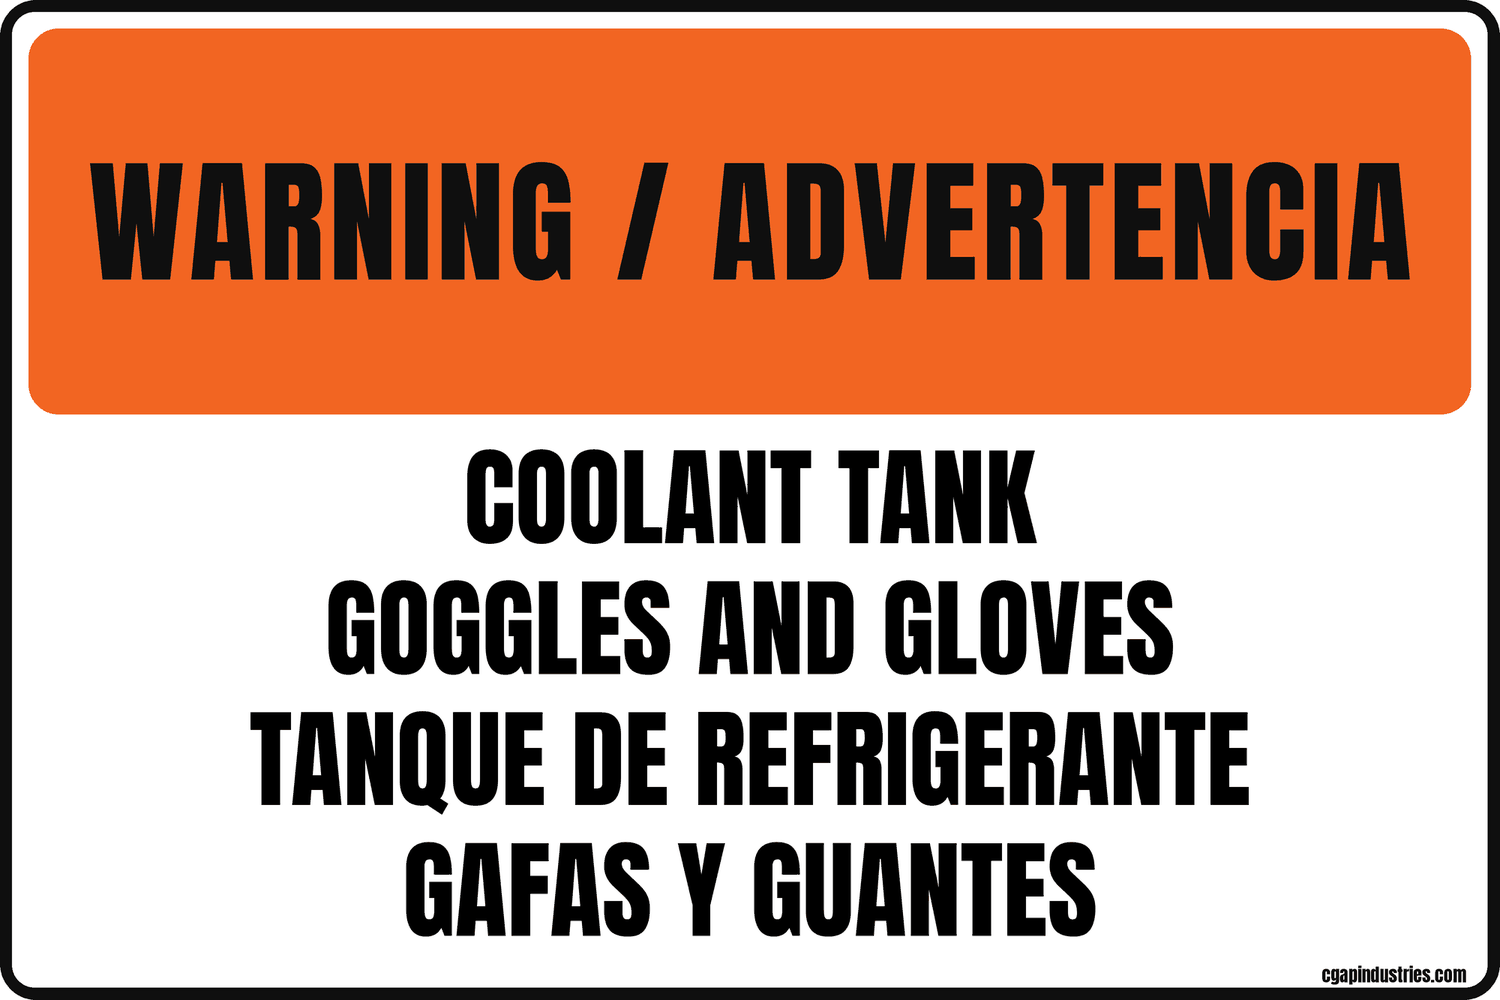 WARNING / ADVERTENCIA
COOLANT TANK
GOGGLES AND GLOVES
TANQUE DE REFRIGERANTE
GAFAS Y GUANTES
cgapindustries.com